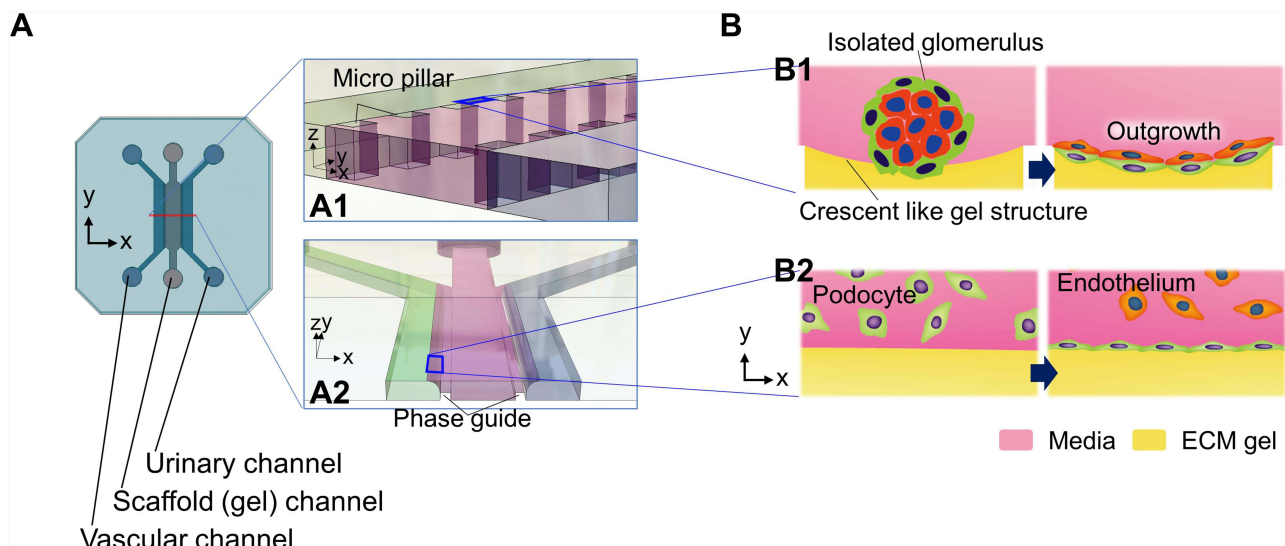 A
B
Isolated glomerulus
B1
Micro pillar
z
y
x
A1
Outgrowth
Crescent like gel structure
y
x
zy
x
A2
Phase guide
B2
Podocyte
Endothelium
y
x
Media
ECM gel
Urinary channel
Scaffold (gel) channel
Vascular channel